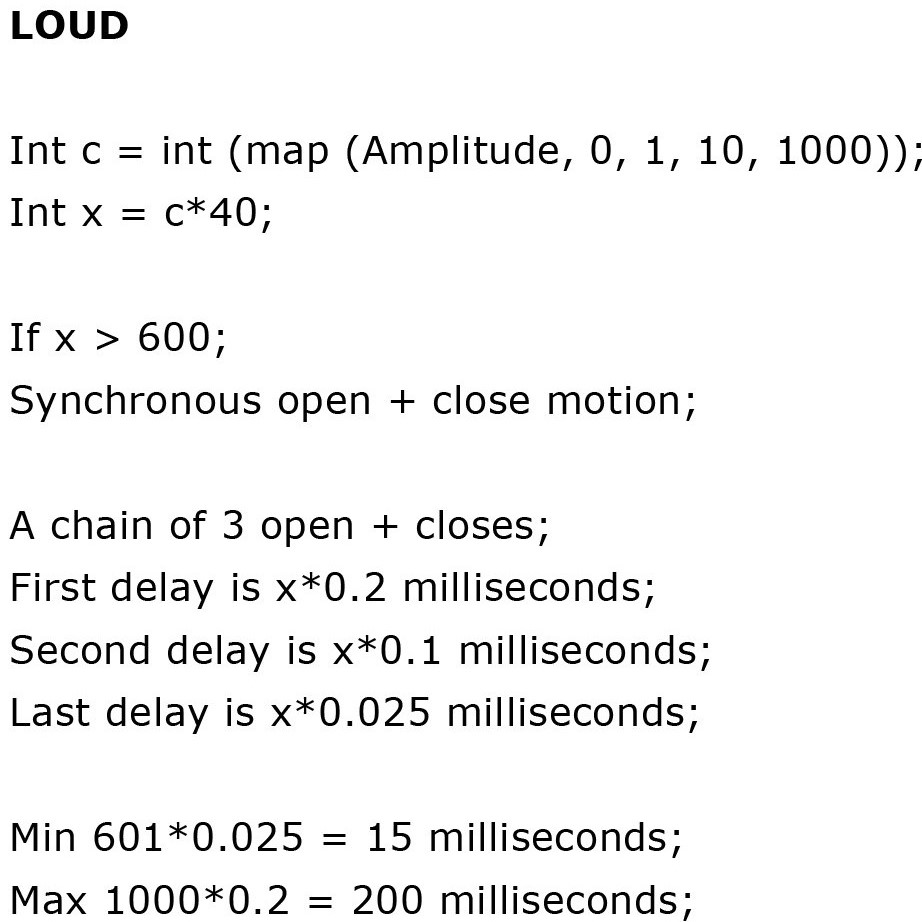 LOUD
Int c = int (map (Amplitude, 0, 1, 10, 1000));
Int x = c*40;
If x > 600;
Synchronous open + close motion;
A chain of 3 open + closes;
First delay is x*0.2 milliseconds;
Second delay is x*0.1 milliseconds;
Last delay is x*0.025 milliseconds;
Min 601*0.025 = 15 milliseconds;
Max 1000*0.2 = 200 milliseconds;